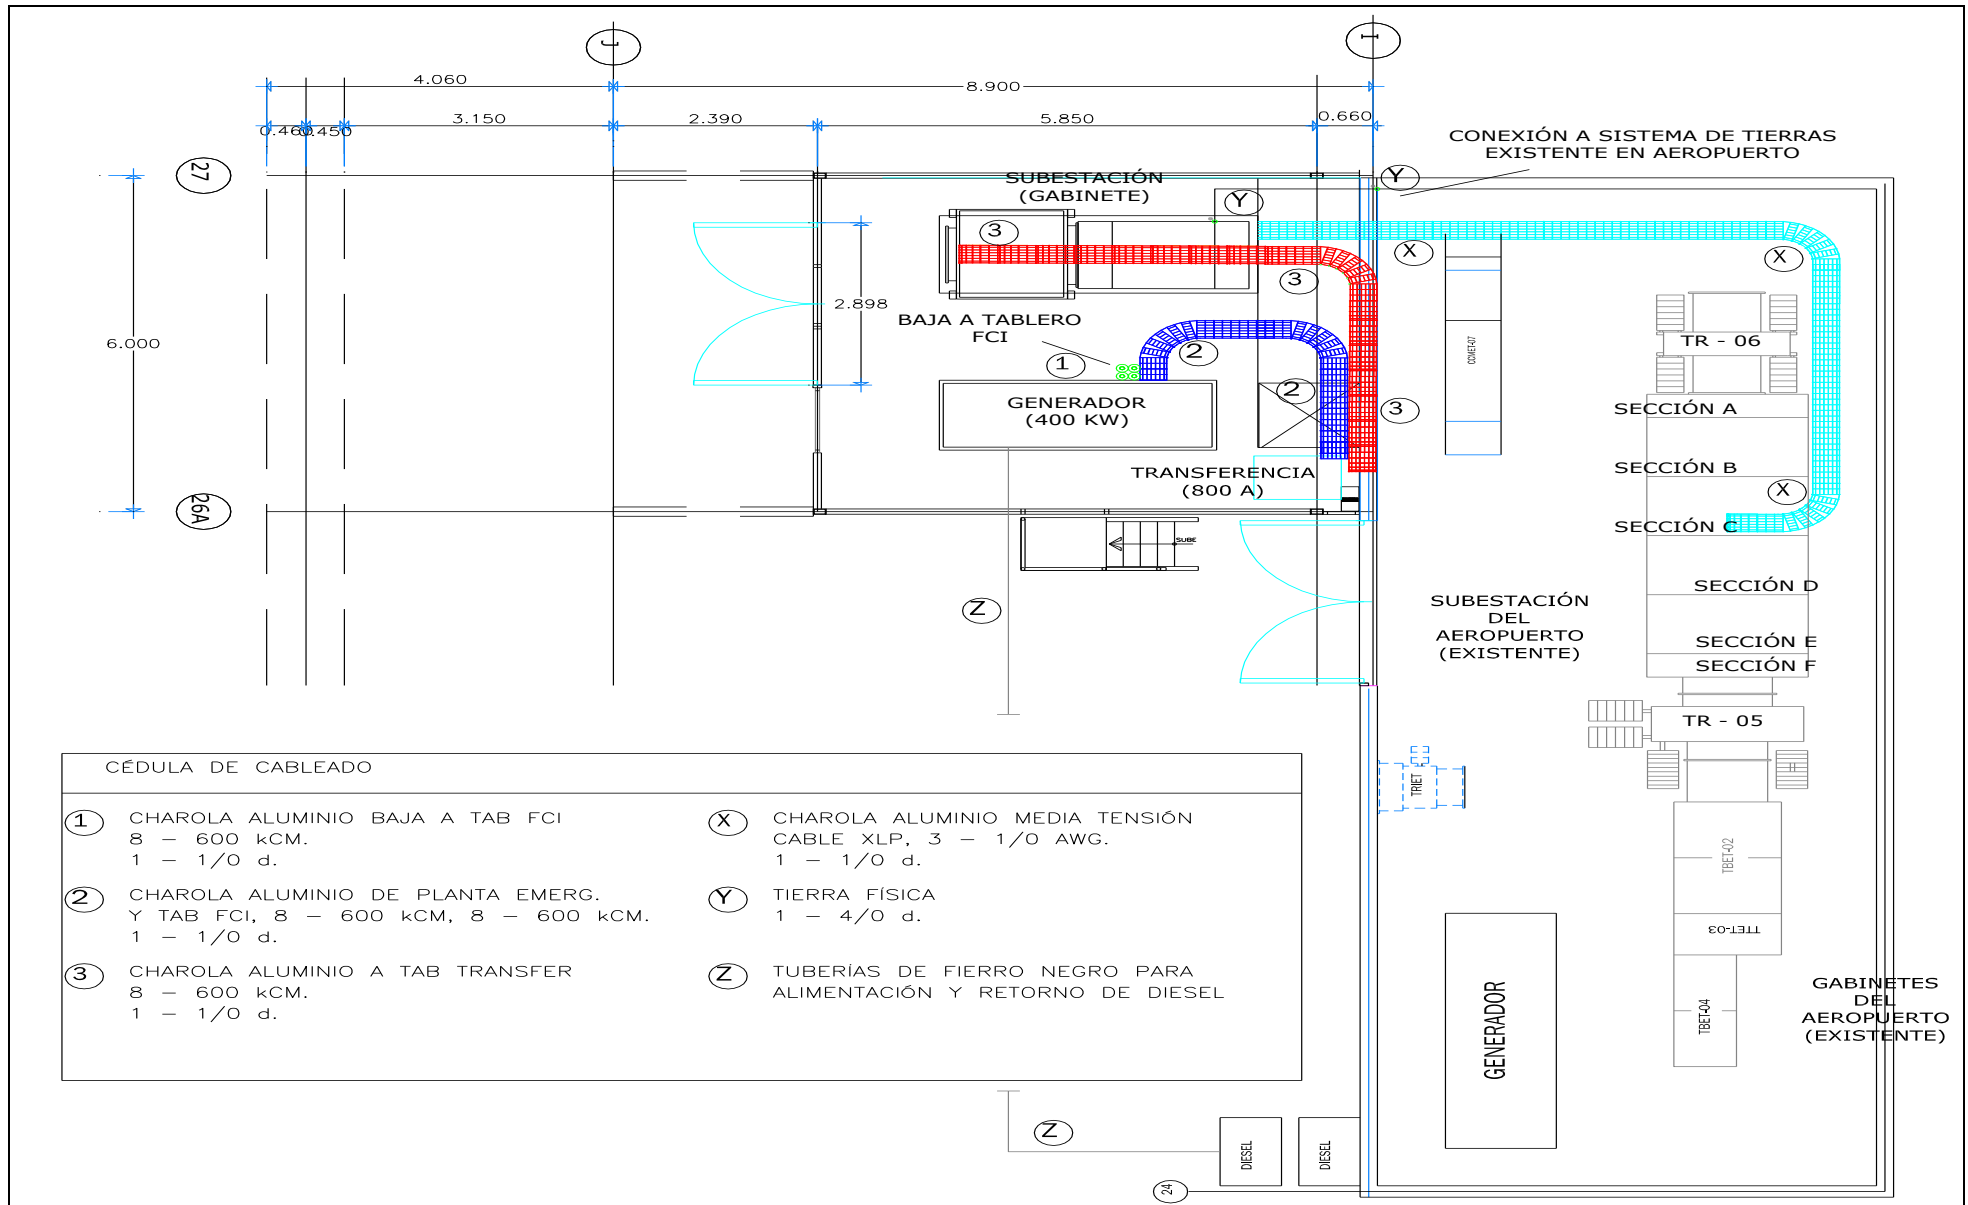 J
I
4.060
8.900
0.460
0.450
3.150
2.390
5.850
0.660
CONEXIÓN A SISTEMA DE TIERRAS
EXISTENTE EN AEROPUERTO
27
SUBESTACIÓN
(GABINETE)
Y
Y
3
X
X
3
2.898
BAJA A TABLERO
FCI
6.000
1
2
2
3
CCMET-07
TR - 06
GENERADOR
(400 KW)
SECCIÓN A
SECCIÓN B
TRANSFERENCIA
(800 A)
X
26A
SECCIÓN C
SUBE
SECCIÓN D
Z
SUBESTACIÓN
DEL
AEROPUERTO
(EXISTENTE)
SECCIÓN E
SECCIÓN F
TR - 05
TRIET
H
TBET-02
TTET-03
TBET-04
GENERADOR
GABINETES
DEL
AEROPUERTO
(EXISTENTE)
CÉDULA DE CABLEADO
1 CHAROLA ALUMINIO BAJA A TAB FCI
8 – 600 kCM.
1 – 1/0 d.
2 CHAROLA ALUMINIO DE PLANTA EMERG.
Y TAB FCI, 8 – 600 kCM, 8 – 600 kCM.
1 – 1/0 d.
3 CHAROLA ALUMINIO A TAB TRANSFER
8 – 600 kCM.
1 – 1/0 d.
X CHAROLA ALUMINIO MEDIA TENSIÓN
CABLE XLP, 3 – 1/0 AWG.
1 – 1/0 d.
Y TIERRA FÍSICA
1 – 4/0 d.
Z TUBERÍAS DE FIERRO NEGRO PARA
ALIMENTACIÓN Y RETORNO DE DIESEL
Z
DIESEL
DIESEL
24